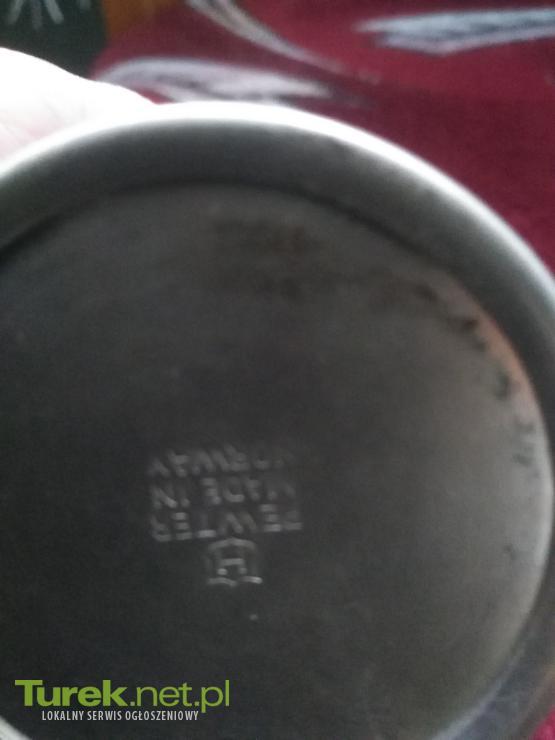 H
PEWTER
MADE IN
NORWAY
Turek.net.pl
LOKALNY SERWIS OGŁOSZENIOWY